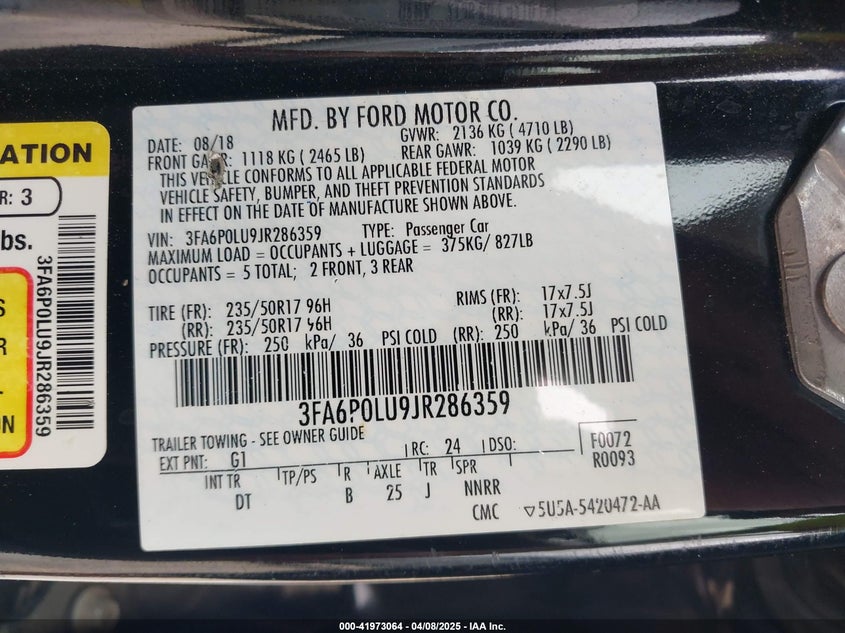 ATION
R: 3
bs.
S
R
L-
ON
3FA6P0LU9JR286359
MFD. BY FORD MOTOR CO.
DATE: 08/18 GVWR: 2136 KG ( 4710 LB)
FRONT GAWR: 1118 KG ( 2465 LB) REAR GAWR: 1039 KG ( 2290 LB)
THIS VEHICLE CONFORMS TO ALL APPLICABLE FEDERAL MOTOR
VEHICLE SAFETY, BUMPER, AND THEFT PREVENTION STANDARDS
IN EFFECT ON THE DATE OF MANUFACTURE SHOWN ABOVE.
VIN: 3FA6P0LU9JR286359 TYPE: Passenger Car
MAXIMUM LOAD = OCCUPANTS + LUGGAGE = 375KG/ 827LB
OCCUPANTS = 5 TOTAL; 2 FRONT, 3 REAR
TIRE (FR): 235/50R17 96H RIMS (FR): 17x7.5J
(RR): 235/50R17 96H (RR): 17x7.5J
PRESSURE (FR): 250 kPa/ 36 PSI COLD (RR): 250 kPa/ 36 PSI COLD
3FA6P0LU9JR286359
TRAILER TOWING - SEE OWNER GUIDE
EXT PNT: G1 RC: 24 DSO: F0072
R0093
INT TR TP/PS R AXLE TR SPR
DT B 25 J NNRR
CMC ▽5U5A-5420472-AA
000-41973064 | 04/08/2025 - IAA Inc.